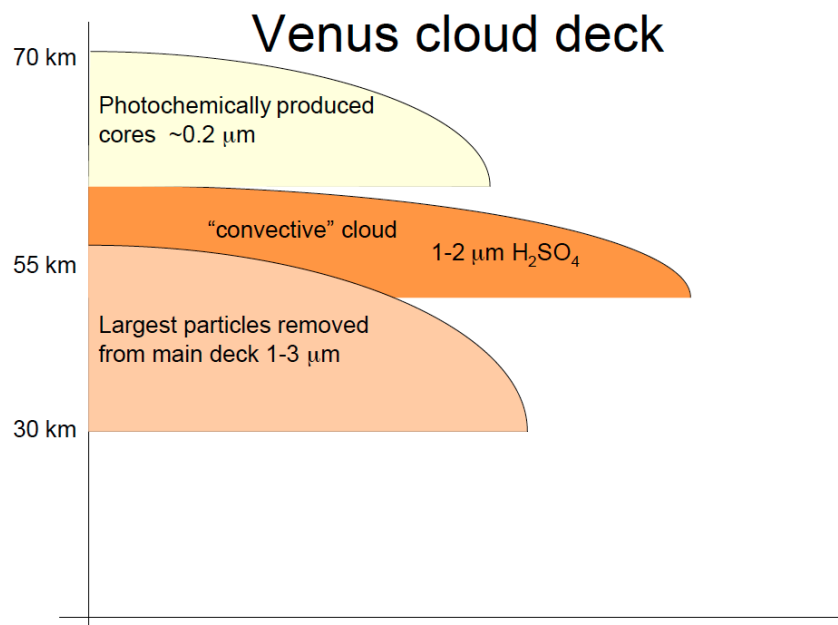 Venus cloud deck
70 km
Photochemically produced
cores ~0.2 μm
“convective” cloud
1-2 μm H₂SO₄
55 km
Largest particles removed
from main deck 1-3 μm
30 km